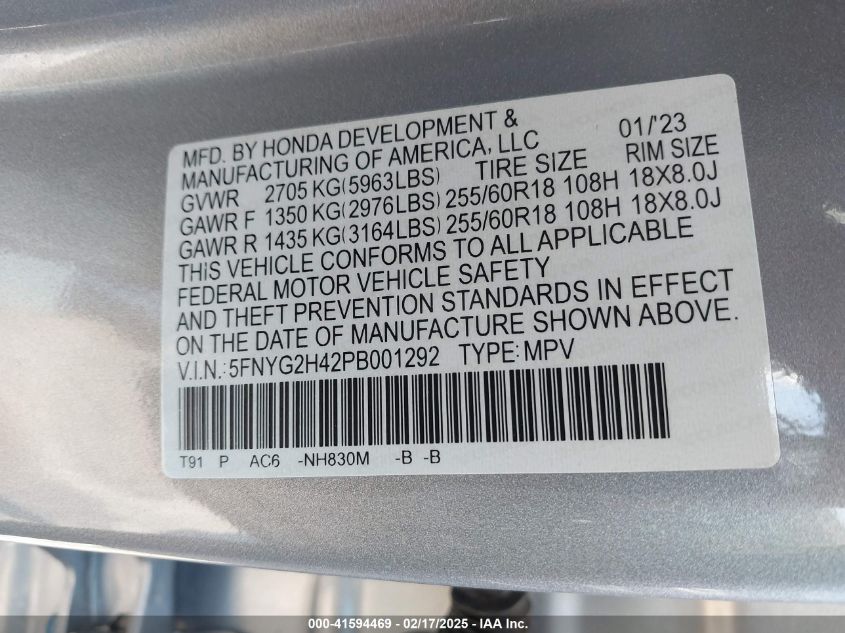 MFD. BY HONDA DEVELOPMENT & 01/'23
MANUFACTURING OF AMERICA, LLC TIRE SIZE RIM SIZE
GVWR 2705 KG(5963LBS)
GAWR F 1350 KG(2976LBS) 255/60R18 108H 18X8.0J
GAWR R 1435 KG(3164LBS) 255/60R18 108H 18X8.0J
THIS VEHICLE CONFORMS TO ALL APPLICABLE
FEDERAL MOTOR VEHICLE SAFETY
AND THEFT PREVENTION STANDARDS IN EFFECT
ON THE DATE OF MANUFACTURE SHOWN ABOVE.
V.I.N.:5FNYG2H42PB001292 TYPE:MPV
T91 P AC6 -NH830M -B -B
000-41594469 - 02/17/2025 - IAA Inc.